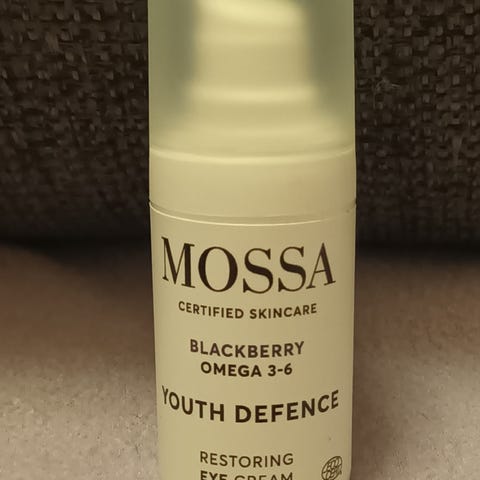 MOSSA
CERTIFIED SKINCARE
BLACKBERRY
OMEGA 3-6
YOUTH DEFENCE
RESTORING
EYE CREAM